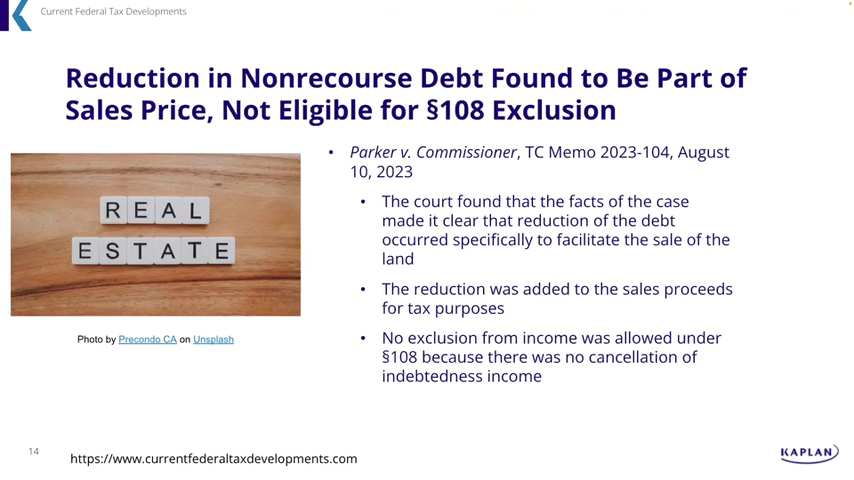 Current Federal Tax Developments
Reduction in Nonrecourse Debt Found to Be Part of
Sales Price, Not Eligible for §108 Exclusion
REAL
ESTATE
Photo by Precondo CA on Unsplash
• Parker v. Commissioner, TC Memo 2023-104, August
10, 2023
• The court found that the facts of the case
made it clear that reduction of the debt
occurred specifically to facilitate the sale of the
land
• The reduction was added to the sales proceeds
for tax purposes
• No exclusion from income was allowed under
§108 because there was no cancellation of
indebtedness income
14
https://www.currentfederaltaxdevelopments.com
KAPLAN